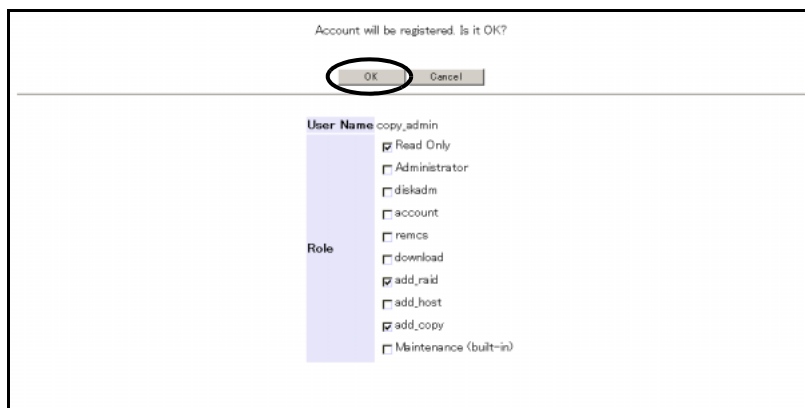 Account will be registered. Is it OK?
OK Cancel
User Name copy_admin
Role
Read Only
Administrator
diskadm
account
remcs
download
add_raid
add_host
add_copy
Maintenance (built-in)